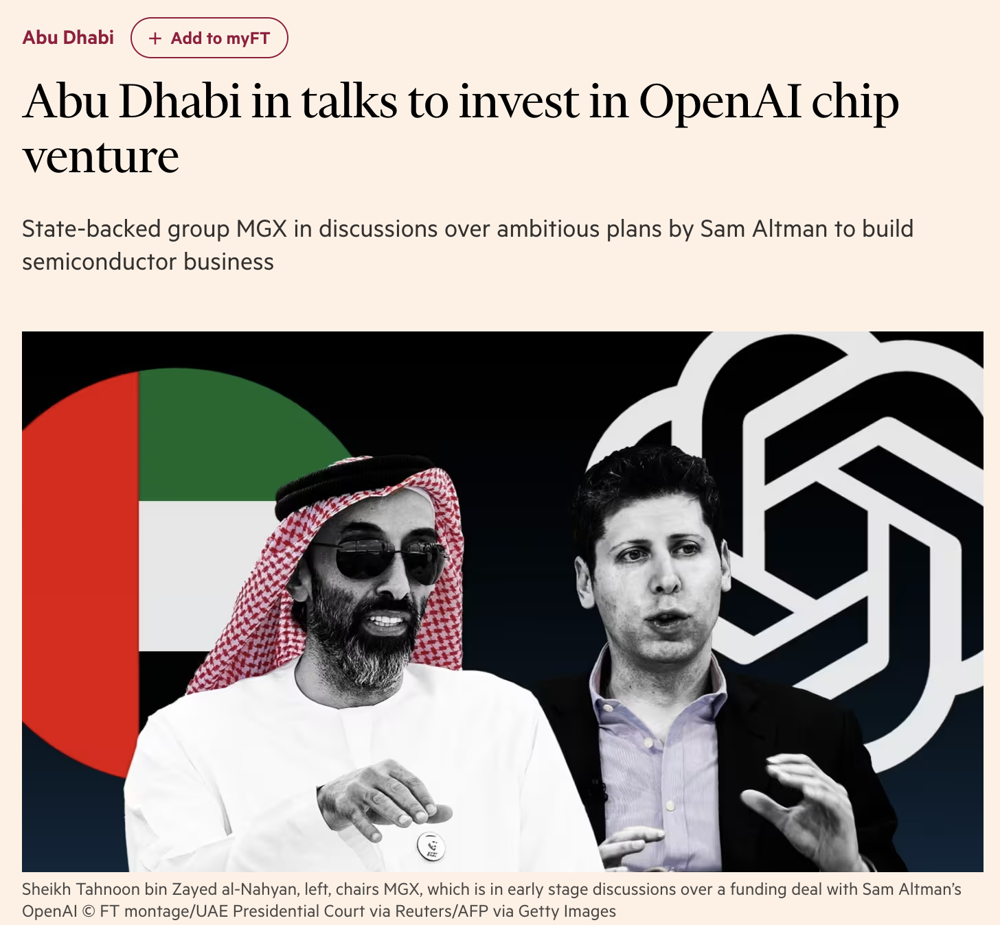 Abu Dhabi
+ Add to myFT
Abu Dhabi in talks to invest in OpenAI chip
venture
State-backed group MGX in discussions over ambitious plans by Sam Altman to build
semiconductor business
Sheikh Tahnoon bin Zayed al-Nahyan, left, chairs MGX, which is in early stage discussions over a funding deal with Sam Altman’s
OpenAI © FT montage/UAE Presidential Court via Reuters/AFP via Getty Images